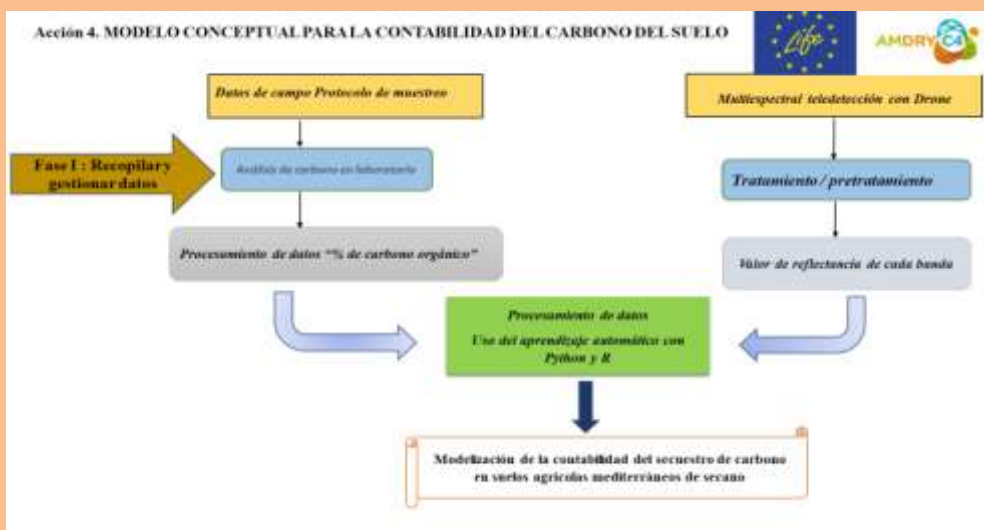 Acción 4. MODELO CONCEPTUAL PARA LA CONTABILIDAD DEL CARBONO DEL SUELO
Life
AMDRY C4
Datos de campo Protocolo de muestreo
Multiespectral teledetección con Drone
Fase I : Recopilar y
gestionar datos
Análisis de carbono en laboratorio
Tratamiento / pretratamiento
Procesamiento de datos "% de carbono orgánico"
Valor de reflectancia de cada banda
Procesamiento de datos
Uso del aprendizaje automático con
Python y R
Modelización de la contabilidad del secuestro de carbono
en suelos agrícolas mediterráneos de secano